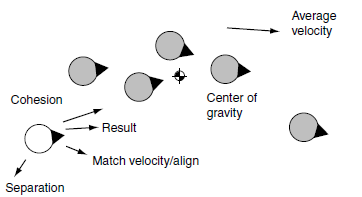 Average
velocity
Cohesion
Center of
gravity
Result
Match velocity/align
Separation